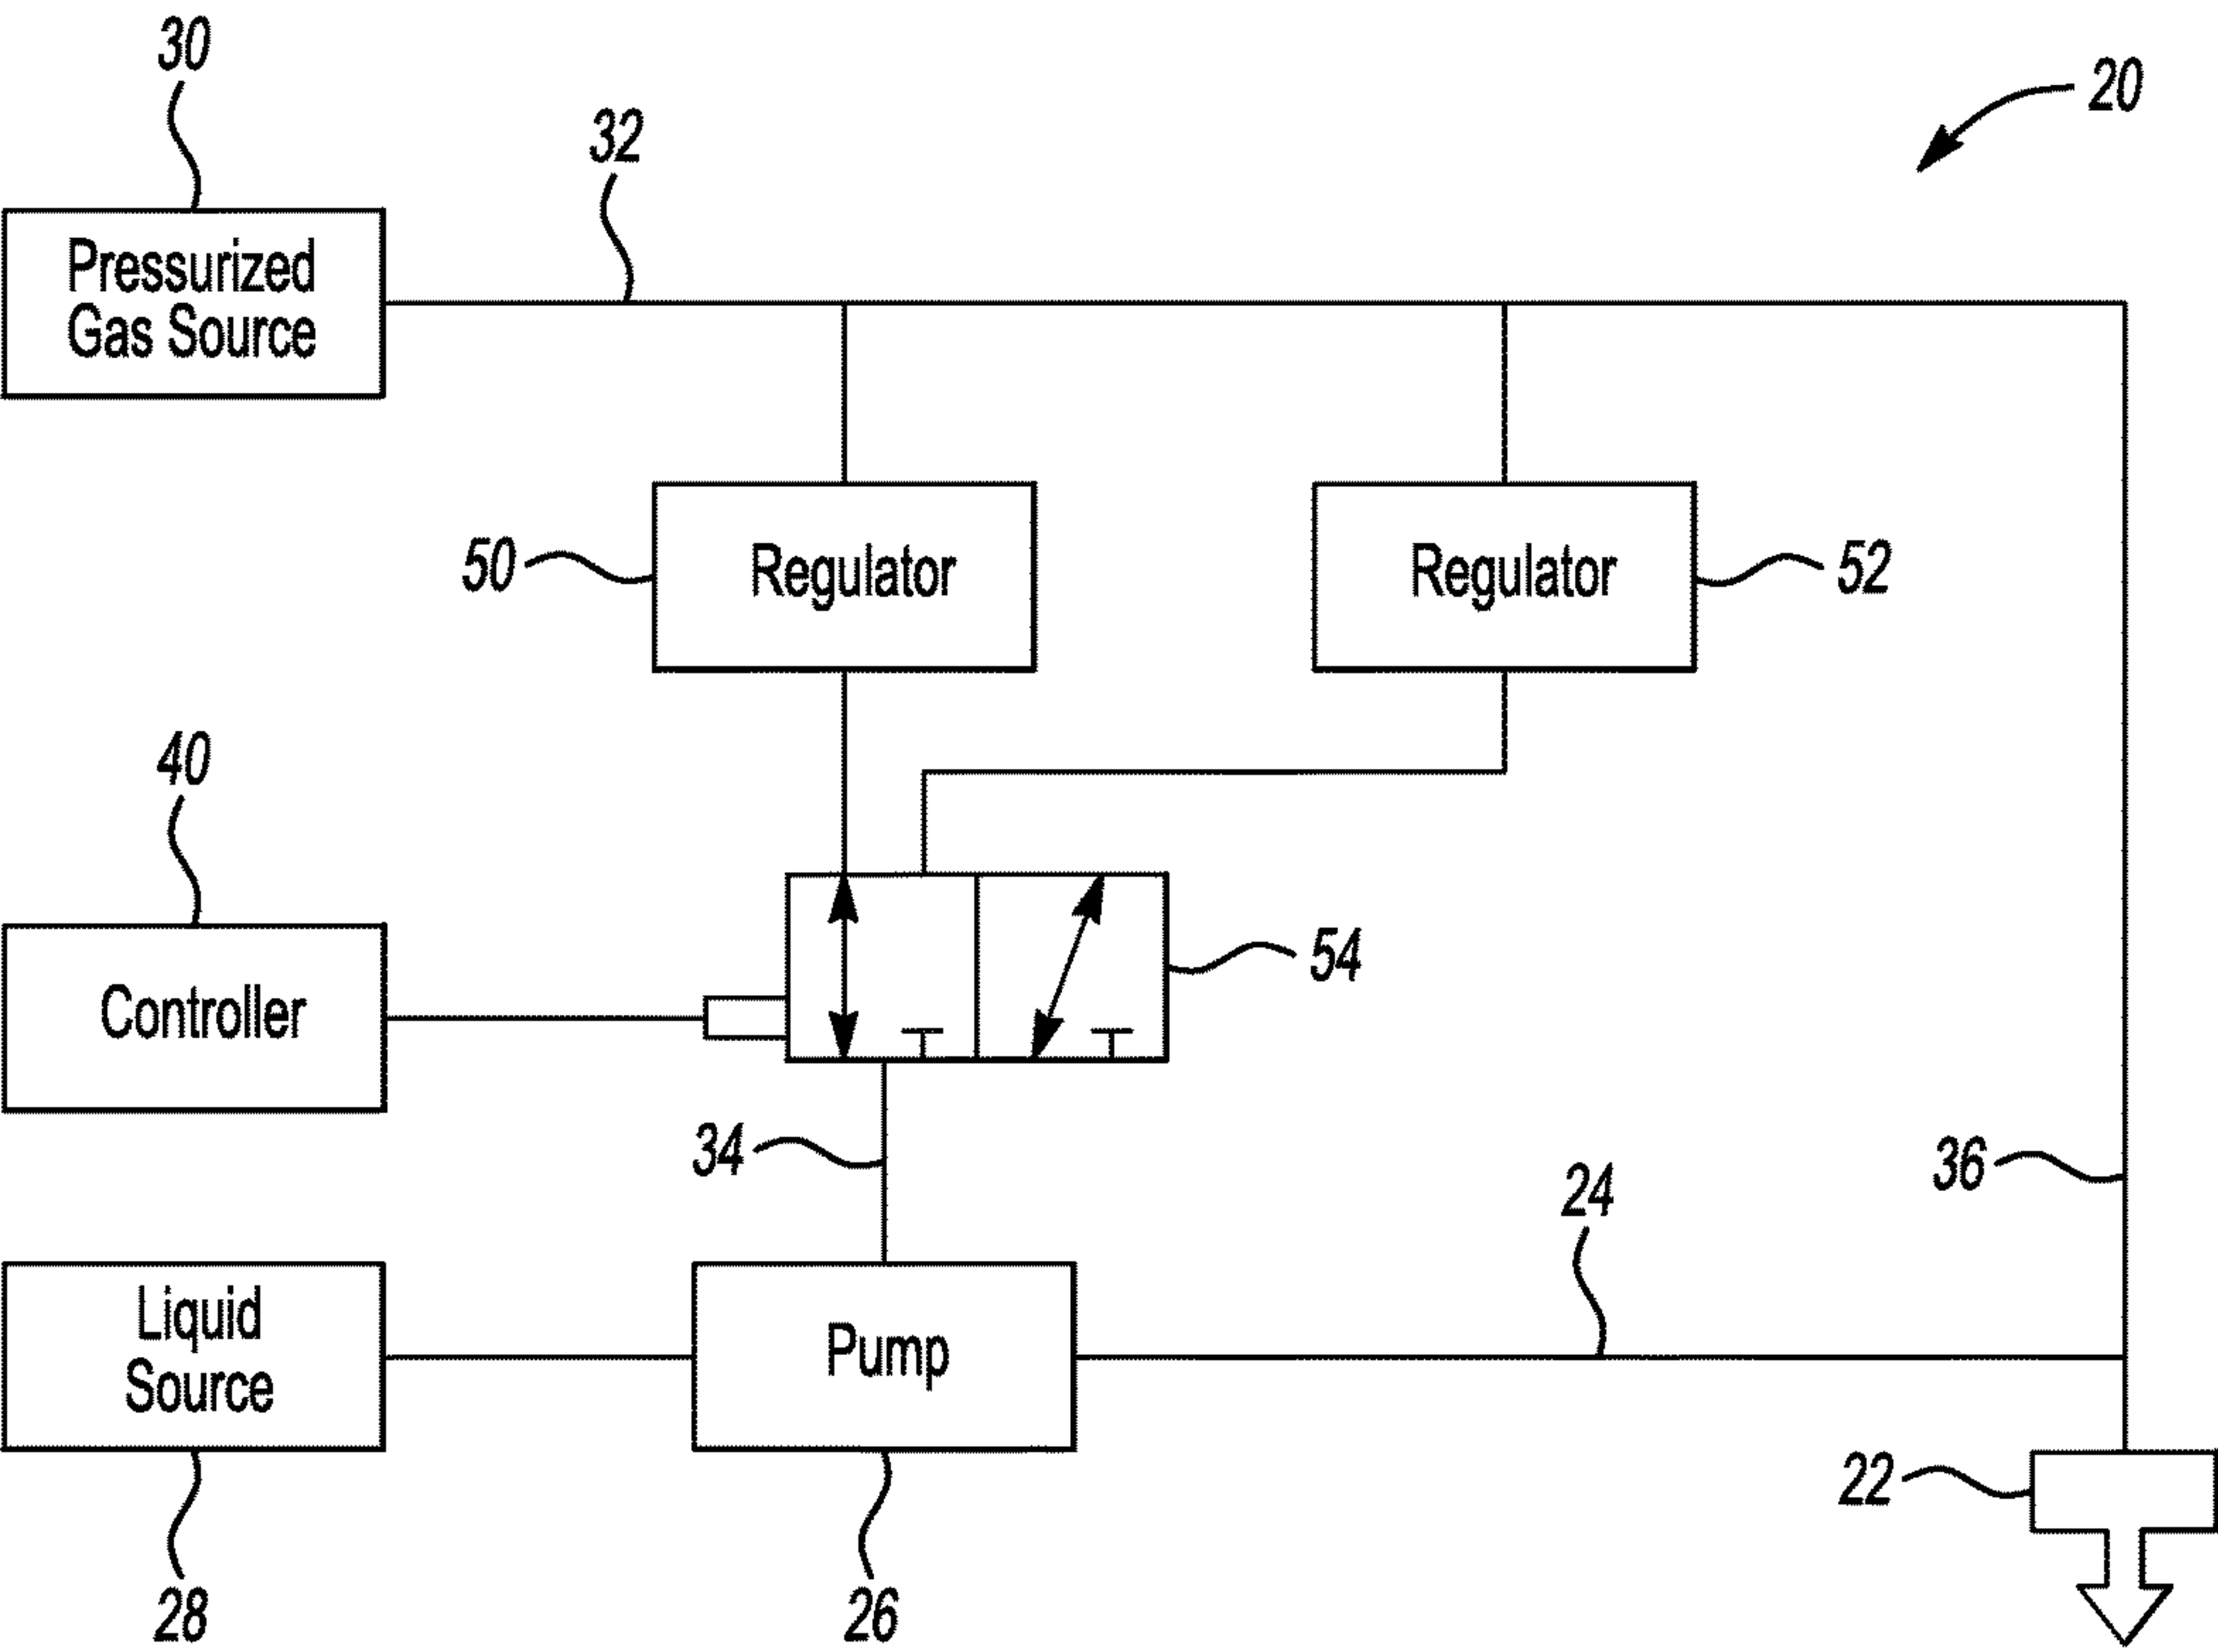 30
20
32
Pressurized
Gas Source
50
Regulator
Regulator
52
40
54
Controller
34
36
24
Liquid
Source
Pump
22
28
26